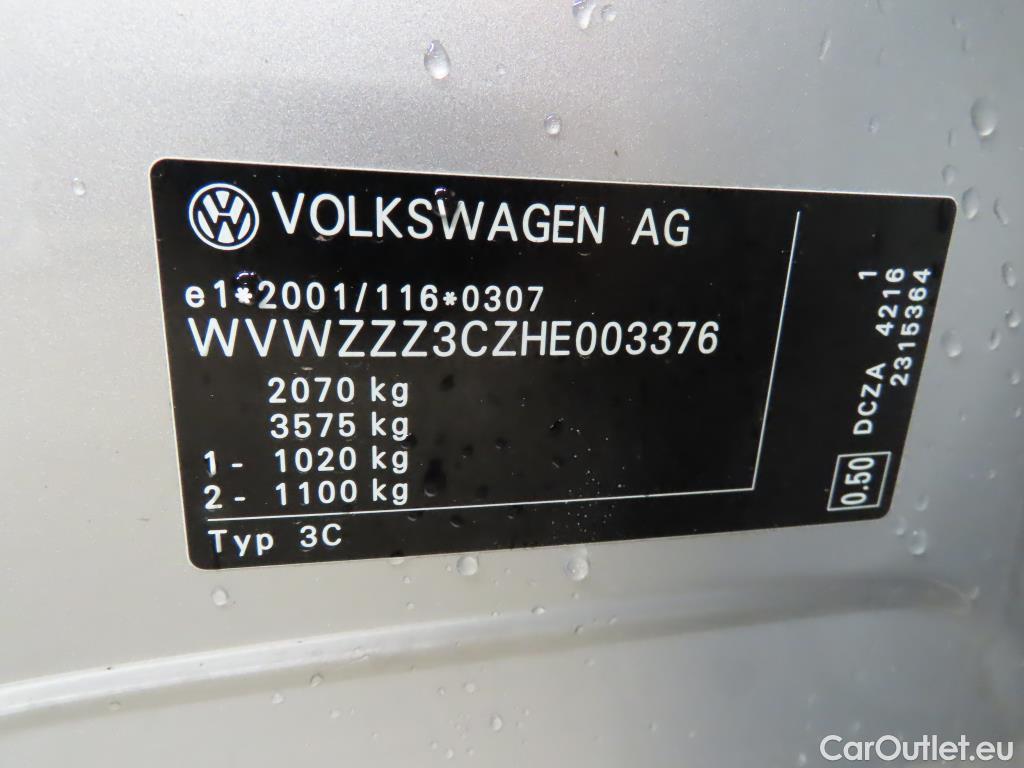 VOLKSWAGEN AG
e1*2001/116*0307
WVWZZZ3CZHE003376
2070 kg
3575 kg
1- 1020 kg
2- 1100 kg
Typ 3C
1
DCZA 4216
2315364
0.50
CarOutlet.eu